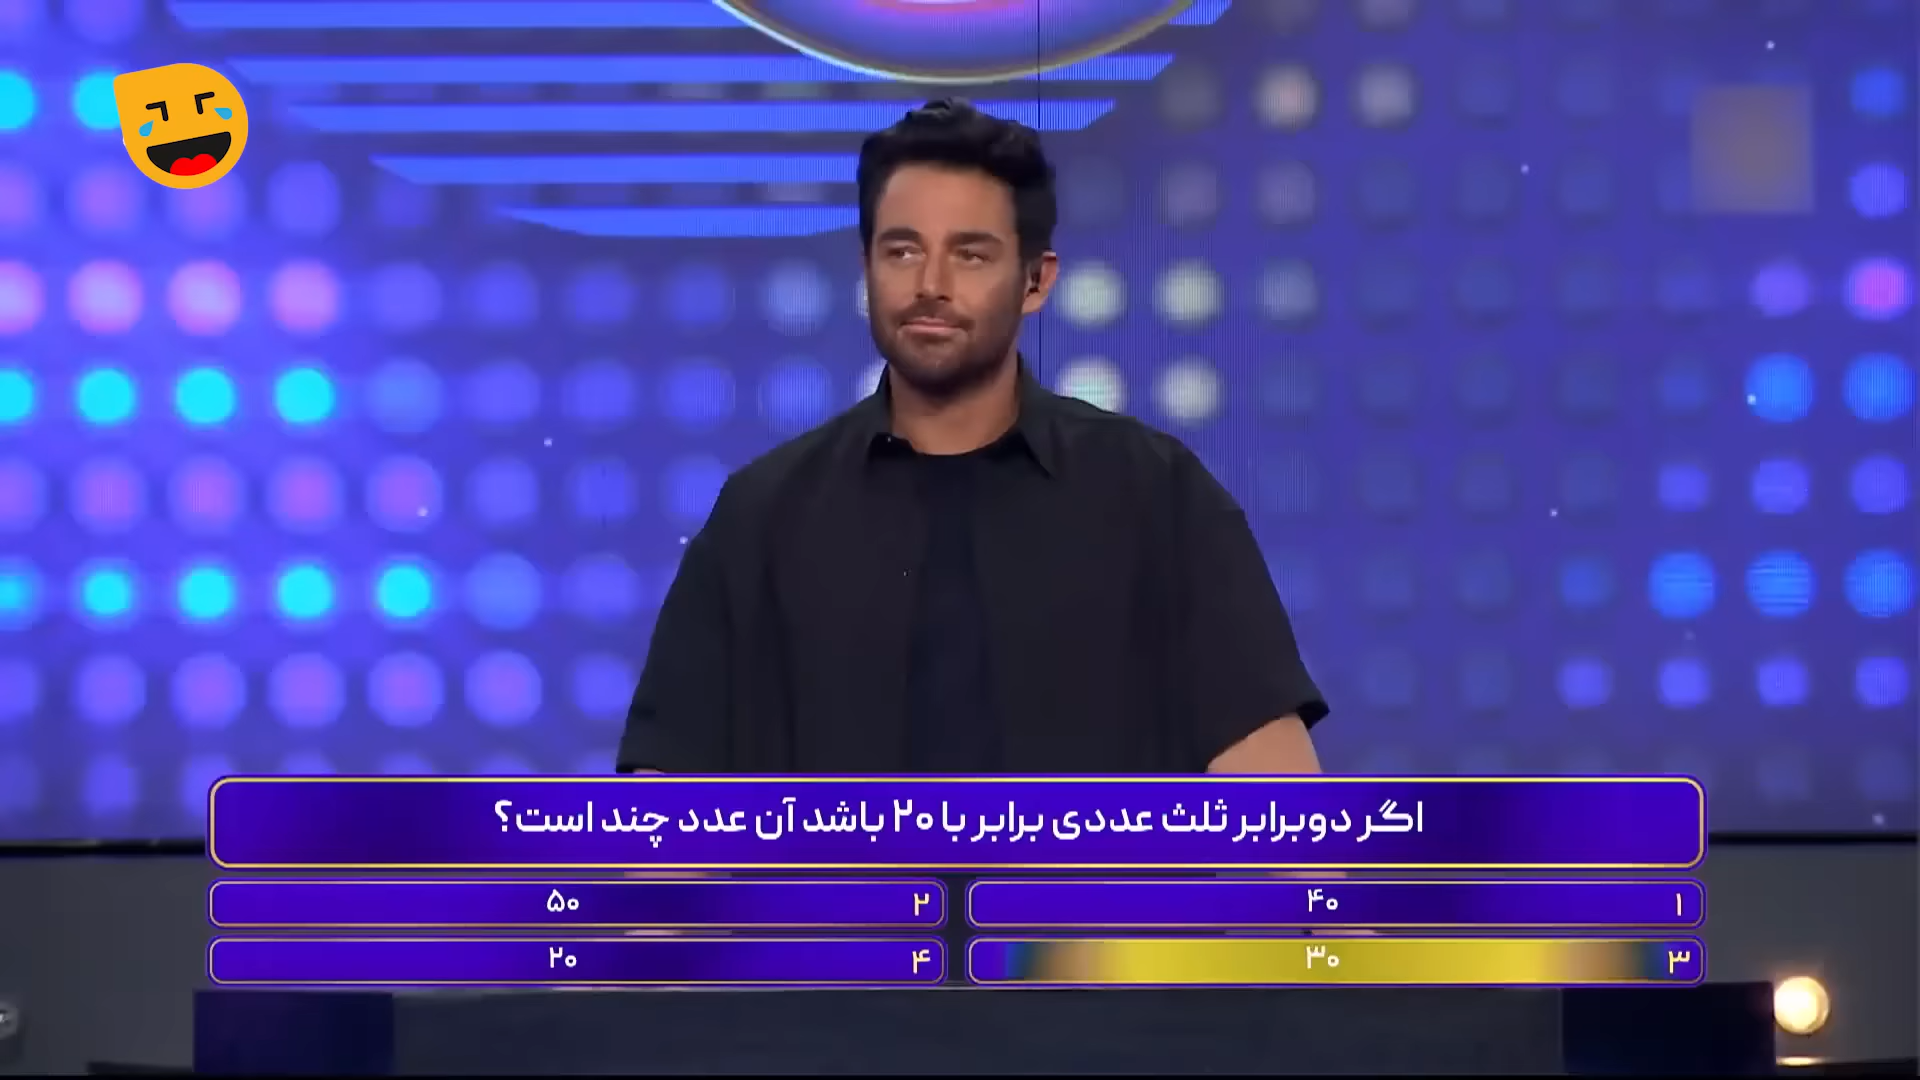 اگر دوبرابر ثلث عددی برابر با ۲۰ باشد آن عدد چند است؟
۱ ۴۰
۲ ۵۰
۳ ۳۰
۴ ۲۰